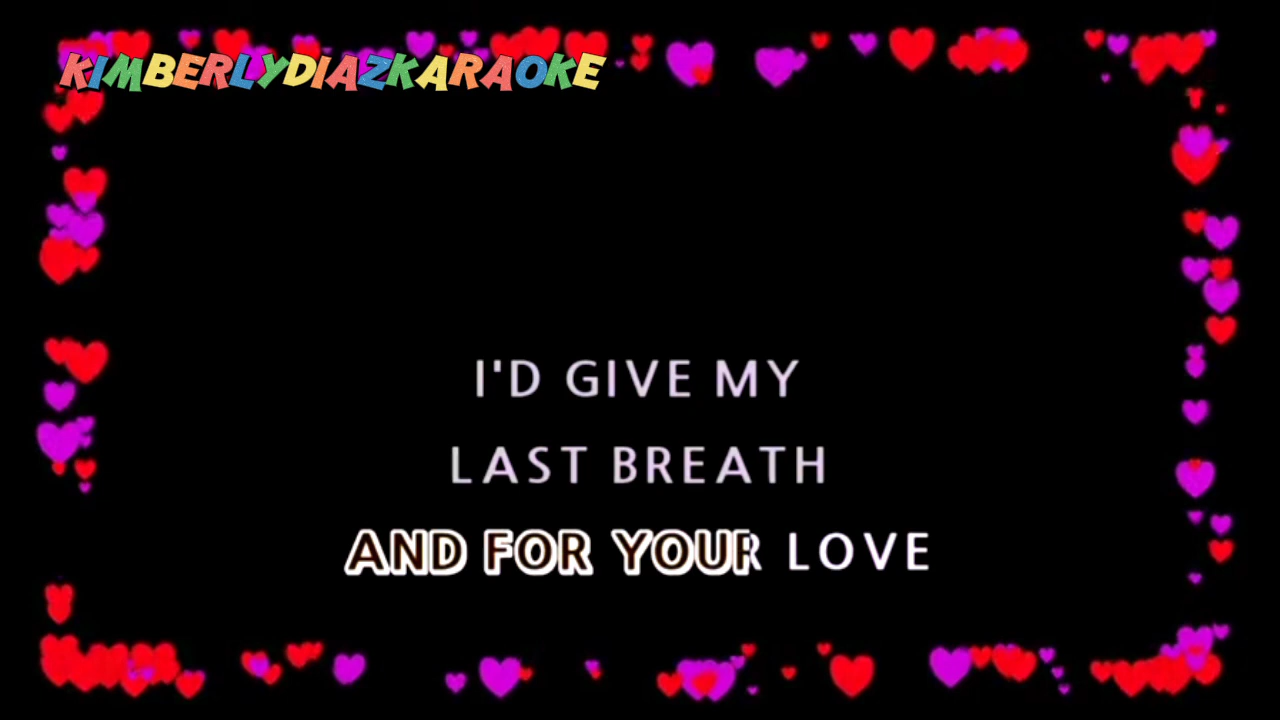 KIMBERLYDIAZKARAOKE
I'D GIVE MY
LAST BREATH
AND FOR YOUR LOVE